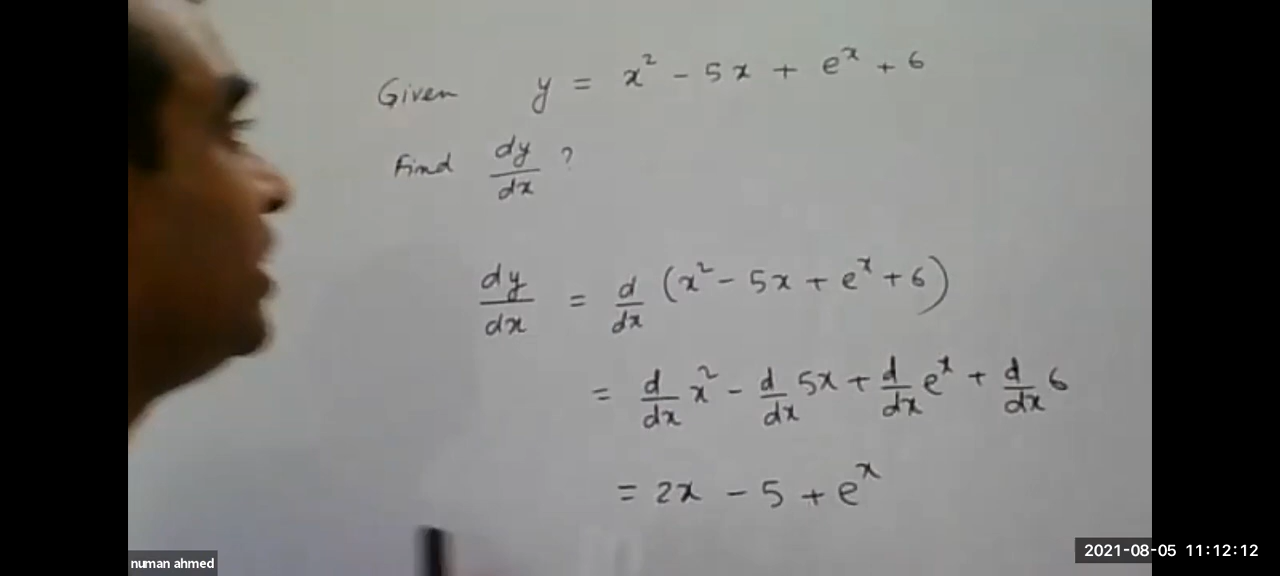 Given y = x² - 5x + eˣ + 6
Find dy/dx ?
dy/dx = d/dx (x² - 5x + eˣ + 6)
= d/dx x² - d/dx 5x + d/dx eˣ + d/dx 6
= 2x - 5 + eˣ
numan ahmed
2021-08-05 11:12:12